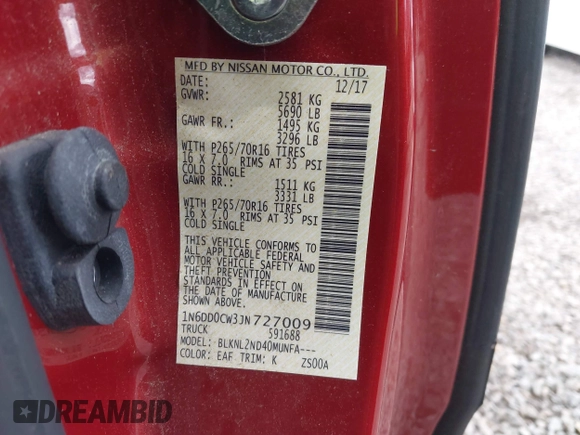 MFD BY NISSAN MOTOR CO., LTD.
DATE: 12/17
GVWR: 2581 KG
5690 LB
GAWR FR.: 1495 KG
3296 LB
WITH P265/70R16 TIRES
16 X 7.0 RIMS AT 35 PSI
COLD SINGLE
GAWR RR.: 1511 KG
3331 LB
WITH P265/70R16 TIRES
16 X 7.0 RIMS AT 35 PSI
COLD SINGLE
THIS VEHICLE CONFORMS TO
ALL APPLICABLE FEDERAL
MOTOR VEHICLE SAFETY AND
THEFT PREVENTION
STANDARDS IN EFFECT ON
THE DATE OF MANUFACTURE
SHOWN ABOVE.
1N6DD0CW3JN727009
TRUCK 591688
MODEL: BLKNLZND40MUNFA---
COLOR: EAF TRIM: K ZS00A
DREAMBID